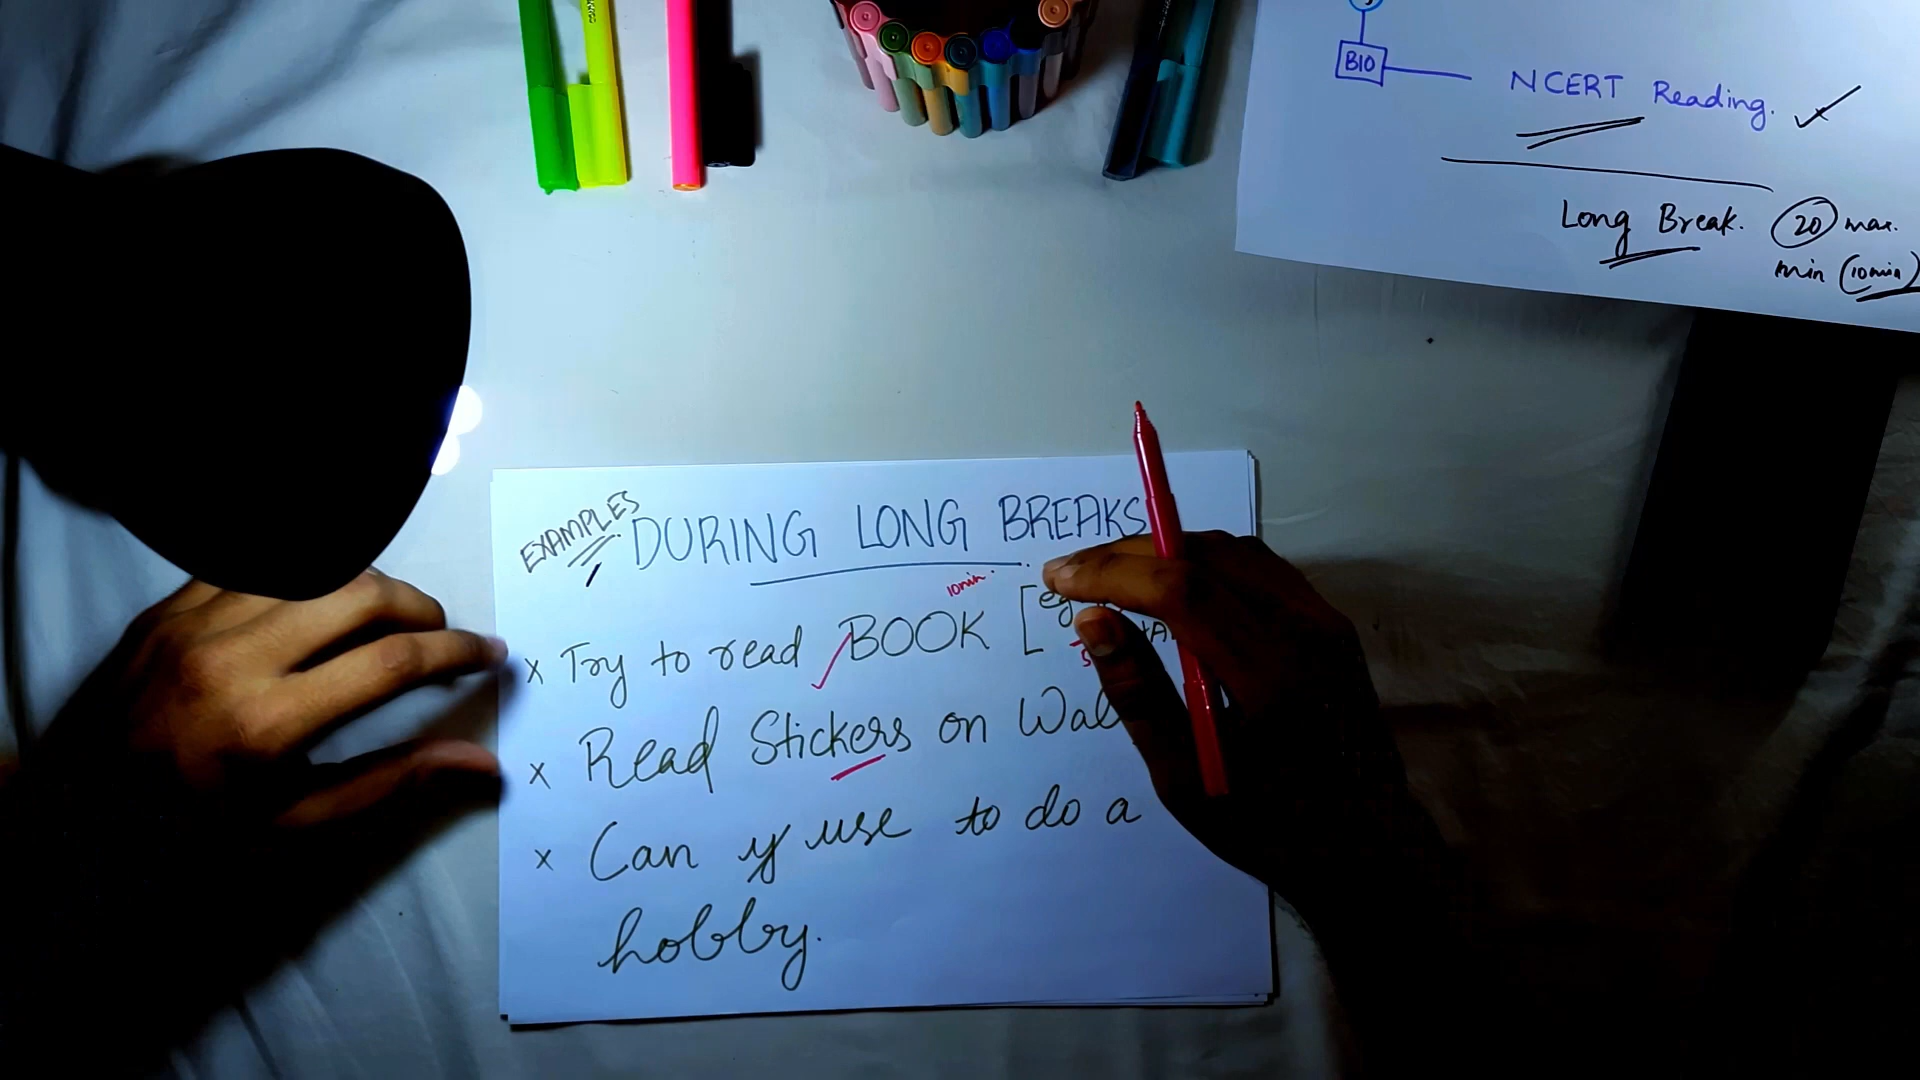 BIO
NCERT Reading.
Long Break. 20 max.
min (10min)
EXAMPLES
DURING LONG BREAKS
10min.
x Try to read BOOK [eg
x Read Stickers on Wal
x Can y use to do a
hobby.